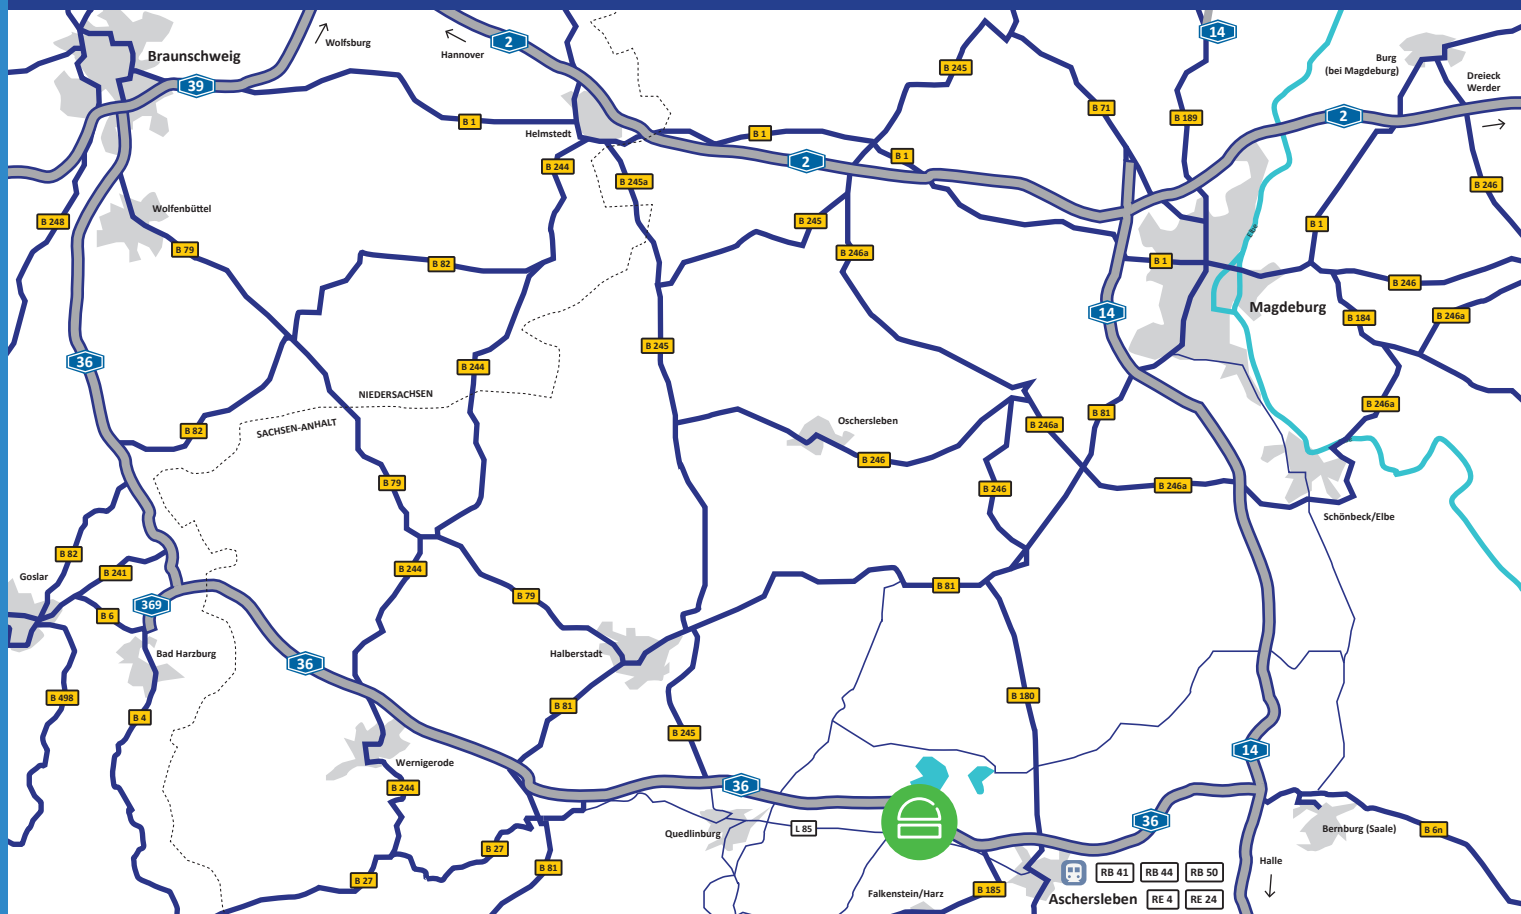 14
Braunschweig
Wolfsburg
Hannover
2
Burg
(bei Magdeburg)
Dreieck
Werder
B 245
39
B 71
B 189
2
B 1
Helmstedt
B 1
B 1
2
B 244
B 245a
B 246
Wolfenbüttel
B 248
B 79
B 245
B 1
Elbe
B 82
B 246a
B 1
B 246
Magdeburg
14
B 184
B 246a
36
B 245
B 244
NIEDERSACHSEN
SACHSEN-ANHALT
B 82
Oschersleben
B 246a
B 81
B 246a
B 246
B 79
B 246
B 246a
Schönbeck/Elbe
B 82
Goslar
B 241
B 244
B 81
369
B 6
B 79
Bad Harzburg
Halberstadt
36
B 498
B 4
B 81
B 180
B 245
14
Wernigerode
B 244
36
36
Quedlinburg
L 85
Bernburg (Saale)
B 6n
B 27
B 81
B 27
Halle
RB 41
RB 44
RB 50
Falkenstein/Harz
B 185
Aschersleben
RE 4
RE 24